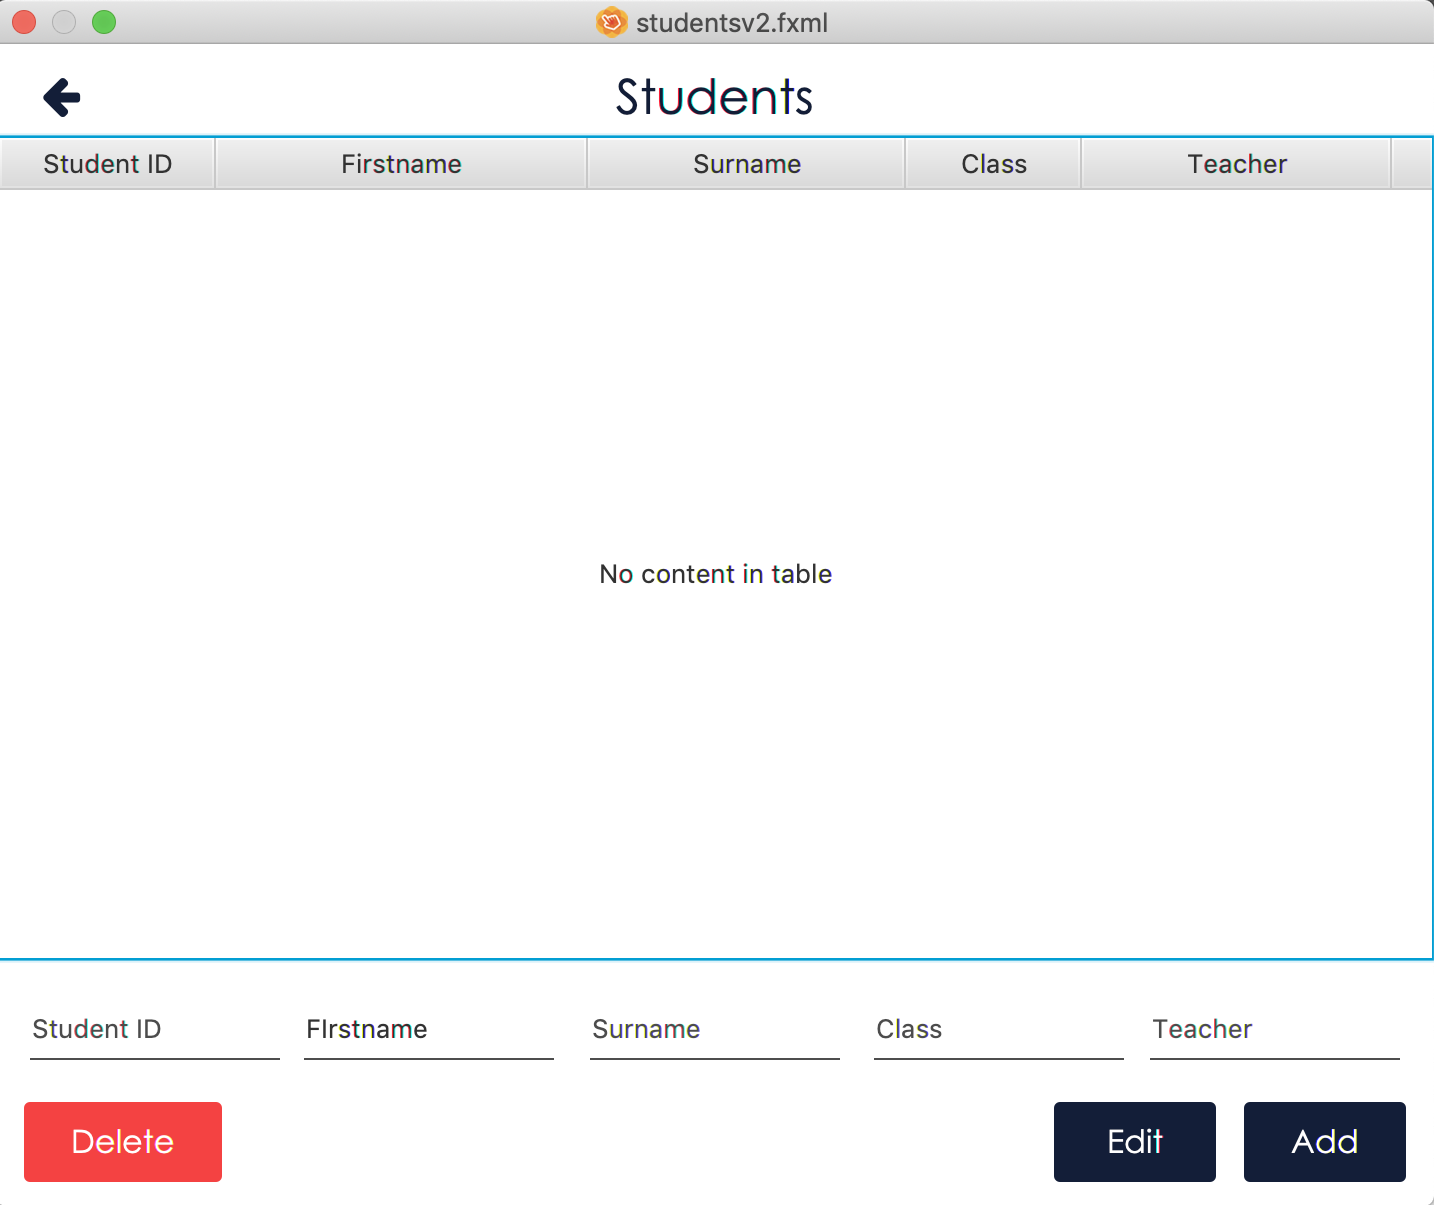 studentsv2.fxml
Students
Student ID Firstname Surname Class Teacher
No content in table
Student ID FIrstname Surname Class Teacher
Delete Edit Add